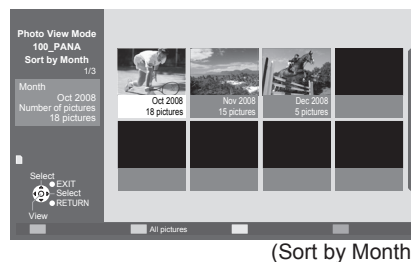 Photo View Mode
100_PANA
Sort by Month
1/3
Month
Oct 2008
Number of pictures
18 pictures
Select
EXIT
Select
RETURN
View
Oct 2008
18 pictures
Nov 2008
15 pictures
Dec 2008
5 pictures
All pictures
(Sort by Month